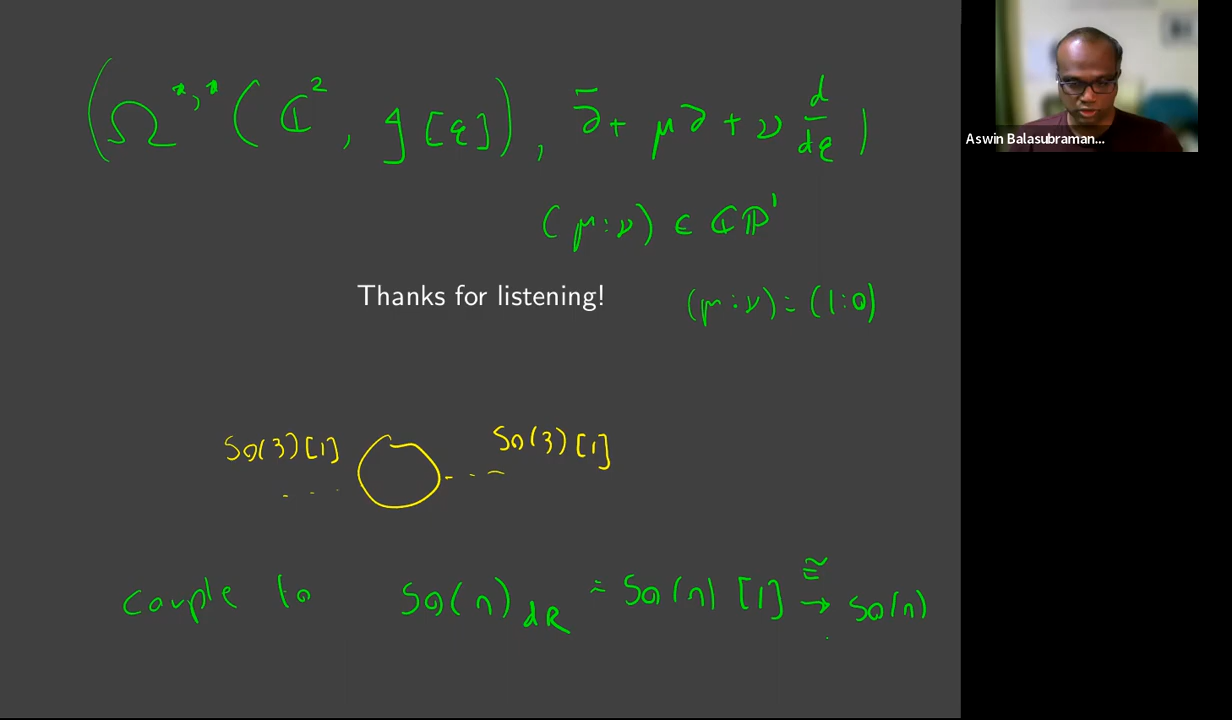 (Ω^{*,*}(ℂ², g[ε]), ∂̄ + μ∂ + ν d/dε)
Aswin Balasubraman...
(μ:ν) ∈ ℂℙ¹
Thanks for listening!
(μ:ν) = (1:0)
so(3)[1]
so(3)[1]
couple to so(n)_{dR} = so(n)[1] ≅→ so(n)